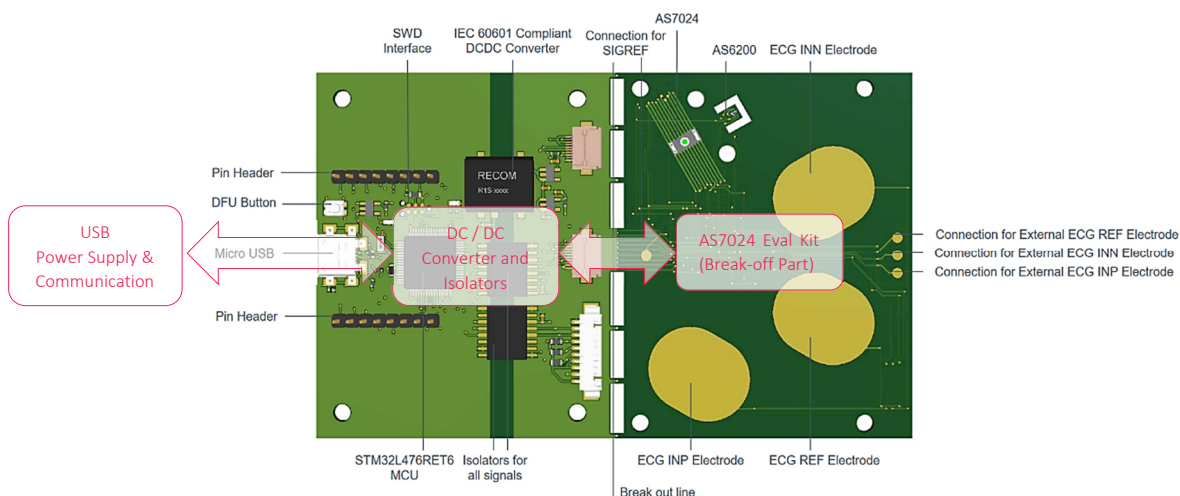 AS7024
SWD
Interface
IEC 60601 Compliant
DCDC Converter
Connection for
SIGREF
AS6200
ECG INN Electrode
Pin Header
RECOM
R1S xxxx
DFU Button
USB
Power Supply &
Communication
Micro USB
DC / DC
Converter and
Isolators
AS7024 Eval Kit
(Break-off Part)
Connection for External ECG REF Electrode
Connection for External ECG INN Electrode
Connection for External ECG INP Electrode
Pin Header
STM32L476RET6
MCU
Isolators for
all signals
ECG INP Electrode
ECG REF Electrode
Break out line